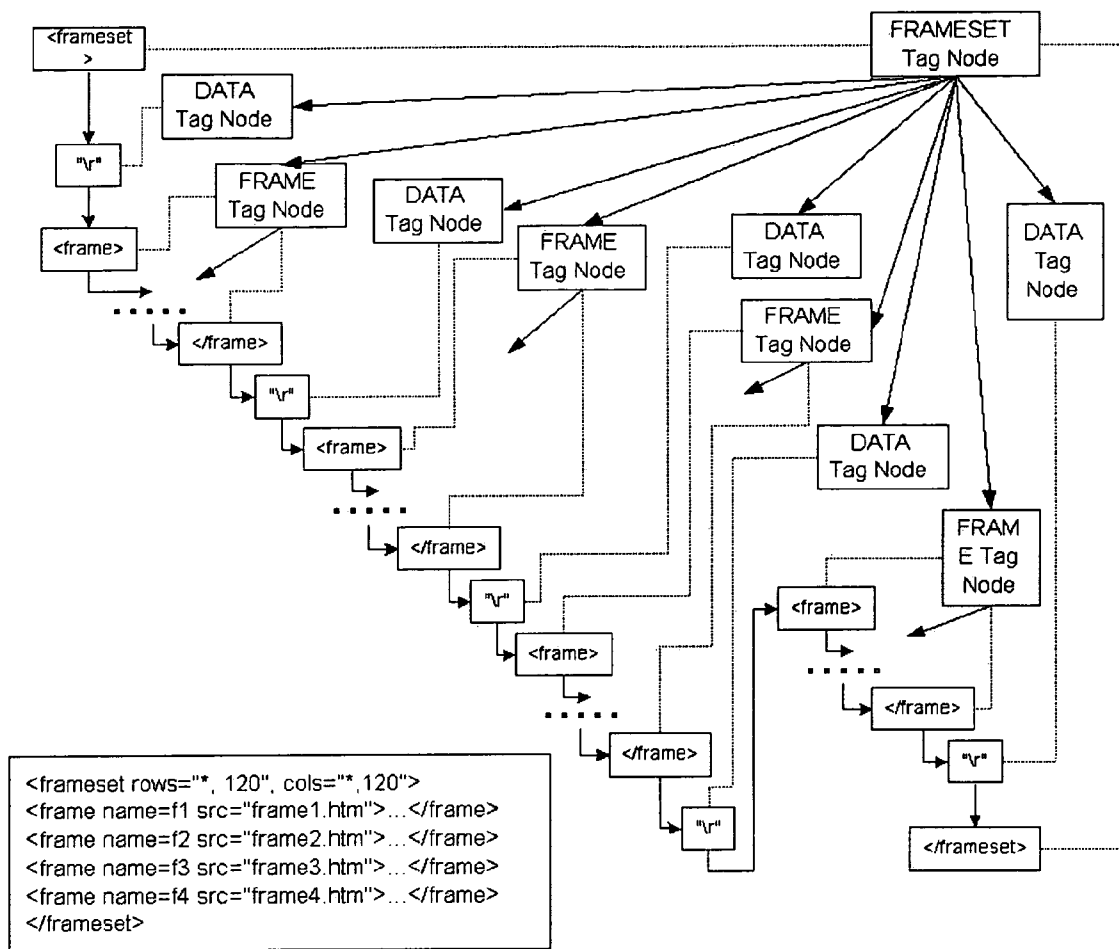 <frameset
>
FRAMESET
Tag Node
DATA
Tag Node
"\r"
FRAME
Tag Node
DATA
Tag Node
<frame>
FRAME
Tag Node
DATA
Tag Node
DATA
Tag
Node
.....
</frame>
FRAME
Tag Node
"\r"
<frame>
DATA
Tag Node
.....
</frame>
FRAM
E Tag
Node
"\r"
<frame>
<frame>
.....
.....
</frame>
</frame>
"\r"
"\r"
</frameset>
<frameset rows="*, 120", cols="*,120">
<frame name=f1 src="frame1.htm">...</frame>
<frame name=f2 src="frame2.htm">...</frame>
<frame name=f3 src="frame3.htm">...</frame>
<frame name=f4 src="frame4.htm">...</frame>
</frameset>